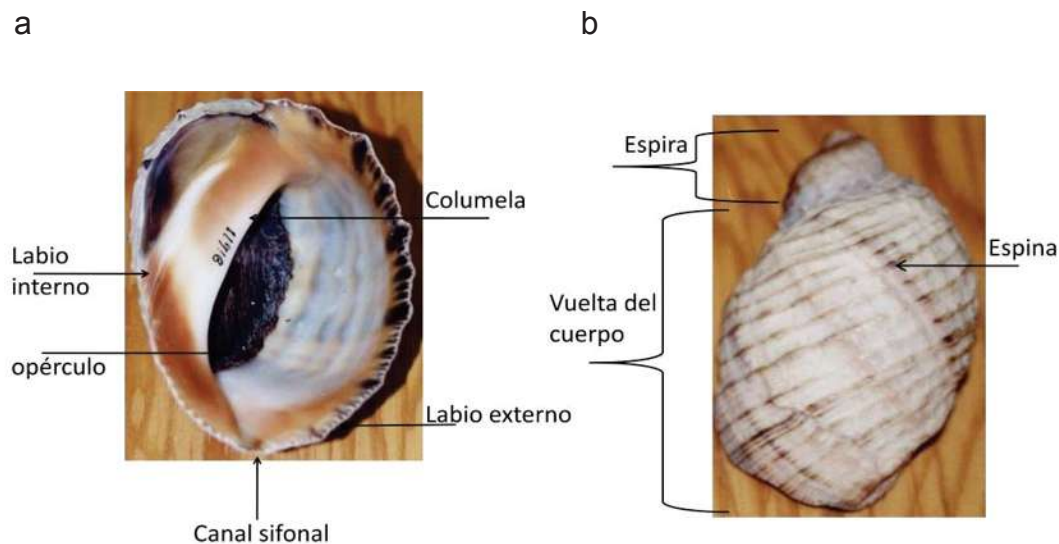 a
b
Espira
Columela
Labio
interno
Espina
Vuelta del
cuerpo
opérculo
Labio externo
Canal sifonal